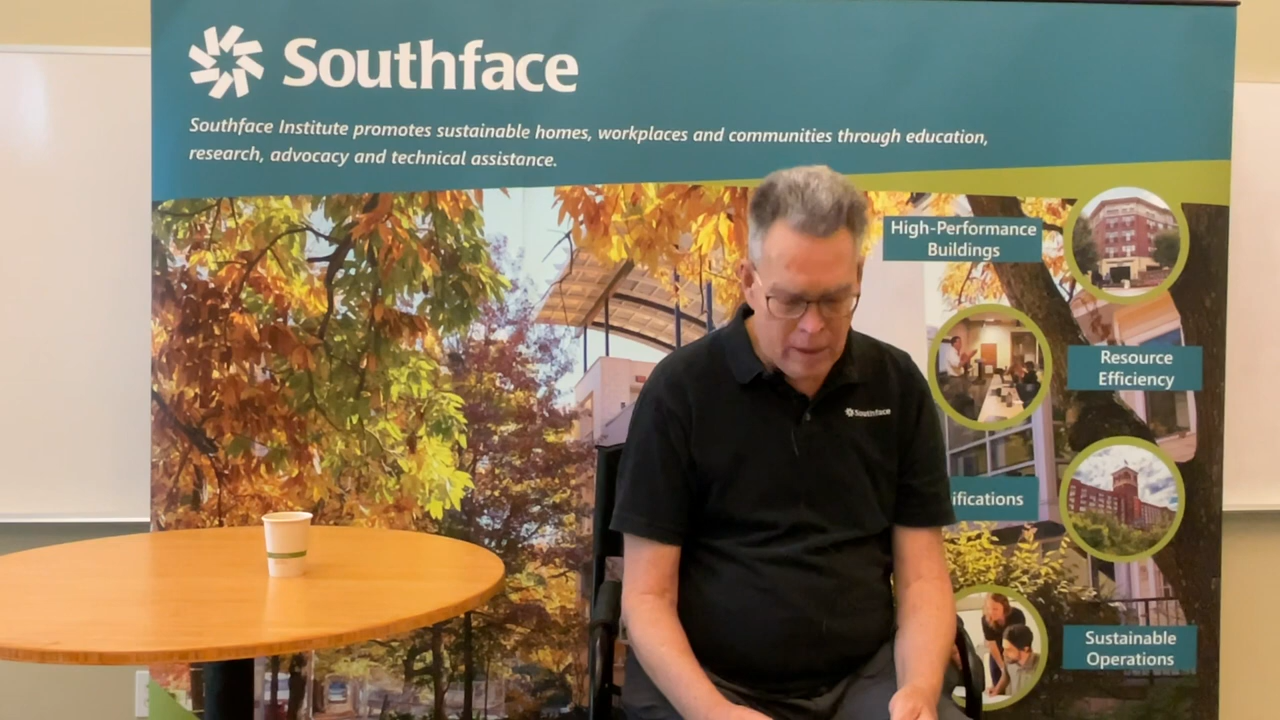 Southface
Southface Institute promotes sustainable homes, workplaces and communities through education,
research, advocacy and technical assistance.
High-Performance
Buildings
Resource
Efficiency
Southface
ifications
Sustainable
Operations